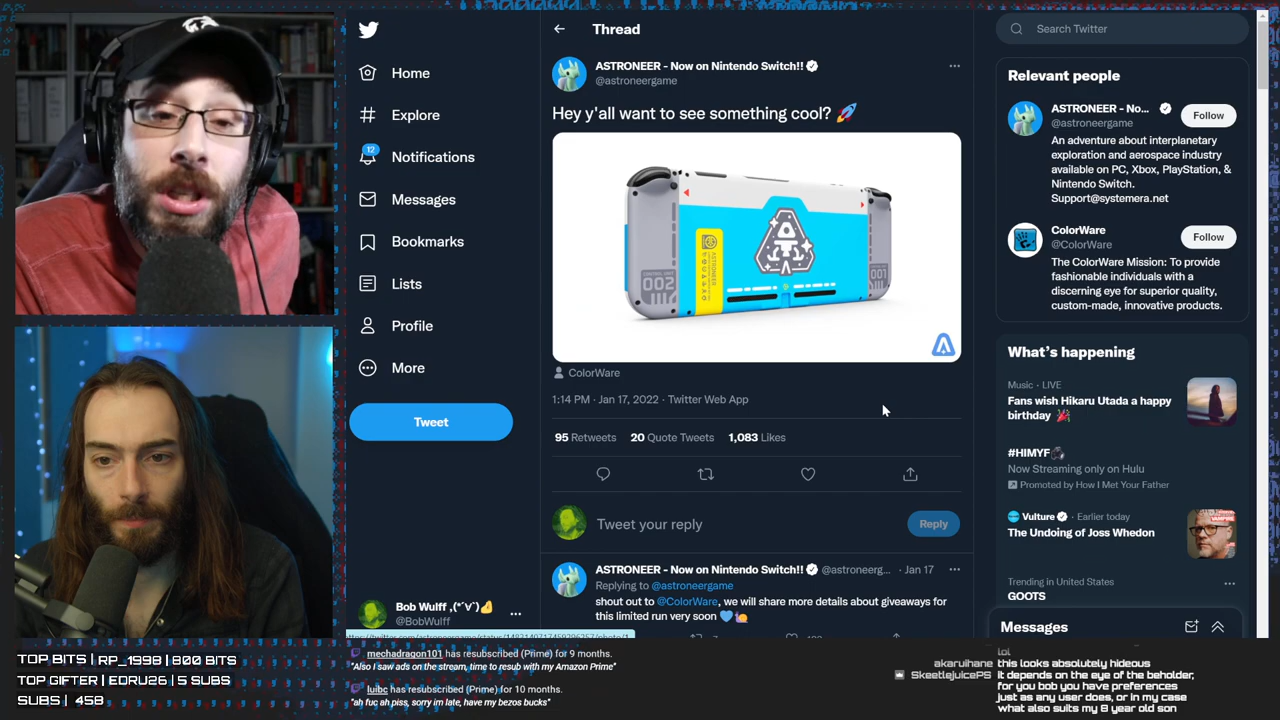 Home
Explore
12
Notifications
Messages
Bookmarks
Lists
Profile
More
Tweet
Bob Wulff ,(*´∀`)🤌
@BobWulff
Thread
ASTRONEER - Now on Nintendo Switch!!
@astroneergame
Hey y'all want to see something cool? 🚀
ASTRONEER
002
001
ColorWare
1:14 PM · Jan 17, 2022 · Twitter Web App
95 Retweets 20 Quote Tweets 1,083 Likes
Tweet your reply
Reply
ASTRONEER - Now on Nintendo Switch!! @astroneerg... · Jan 17
Replying to @astroneergame
shout out to @ColorWare, we will share more details about giveaways for
this limited run very soon 💙🐌
Search Twitter
Relevant people
ASTRONEER - No...
@astroneergame
Follow
An adventure about interplanetary
exploration and aerospace industry
available on PC, Xbox, PlayStation, &
Nintendo Switch.
Support@systemera.net
ColorWare
@ColorWare
Follow
The ColorWare Mission: To provide
fashionable individuals with a
discerning eye for superior quality,
custom-made, innovative products.
What's happening
Music · LIVE
Fans wish Hikaru Utada a happy
birthday 🎉
#HIMYF
Now Streaming only on Hulu
Promoted by How I Met Your Father
Vulture · Earlier today
The Undoing of Joss Whedon
Trending in United States
GOOTS
Messages
TOP BITS | RP_1998 | 800 BITS
TOP GIFTER | EDRU26 | 5 SUBS
SUBS | 458
mechadragon101 has resubscribed (Prime) for 9 months.
"Also I saw ads on the stream, time to resub with my Amazon Prime"
luibc has resubscribed (Prime) for 10 months.
"ah fuc ah piss, sorry im late, have my bezos bucks"
lol
akaruihane this looks absolutely hideous
SkeetlejuicePS it depends on the eye of the beholder,
for you bob you have preferences
just as any user does, or in my case
what also suits my 8 year old son